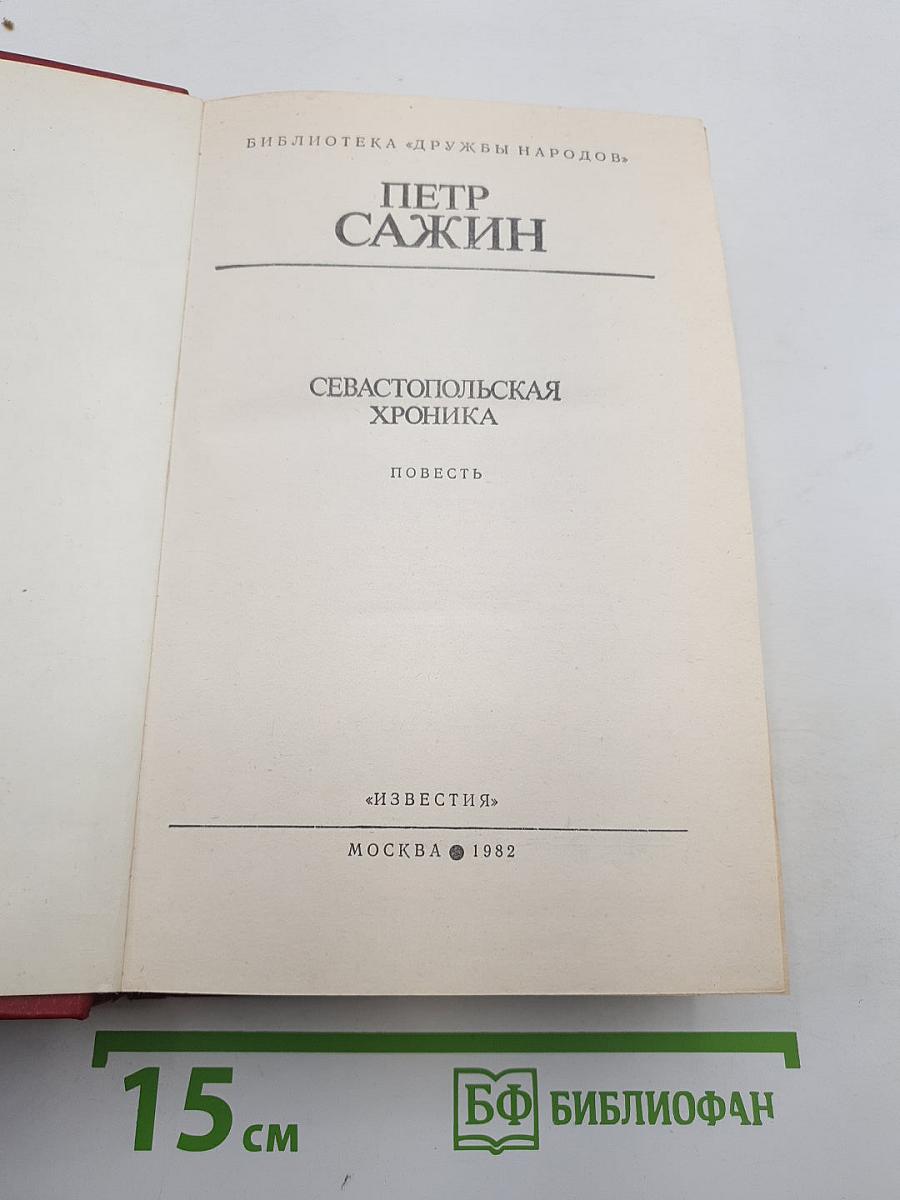 БИБЛИОТЕКА «ДРУЖБЫ НАРОДОВ»
ПЕТР
САЖИН
СЕВАСТОПОЛЬСКАЯ
ХРОНИКА
ПОВЕСТЬ
«ИЗВЕСТИЯ»
МОСКВА 1982
15 см
БФ БИБЛИОФАН